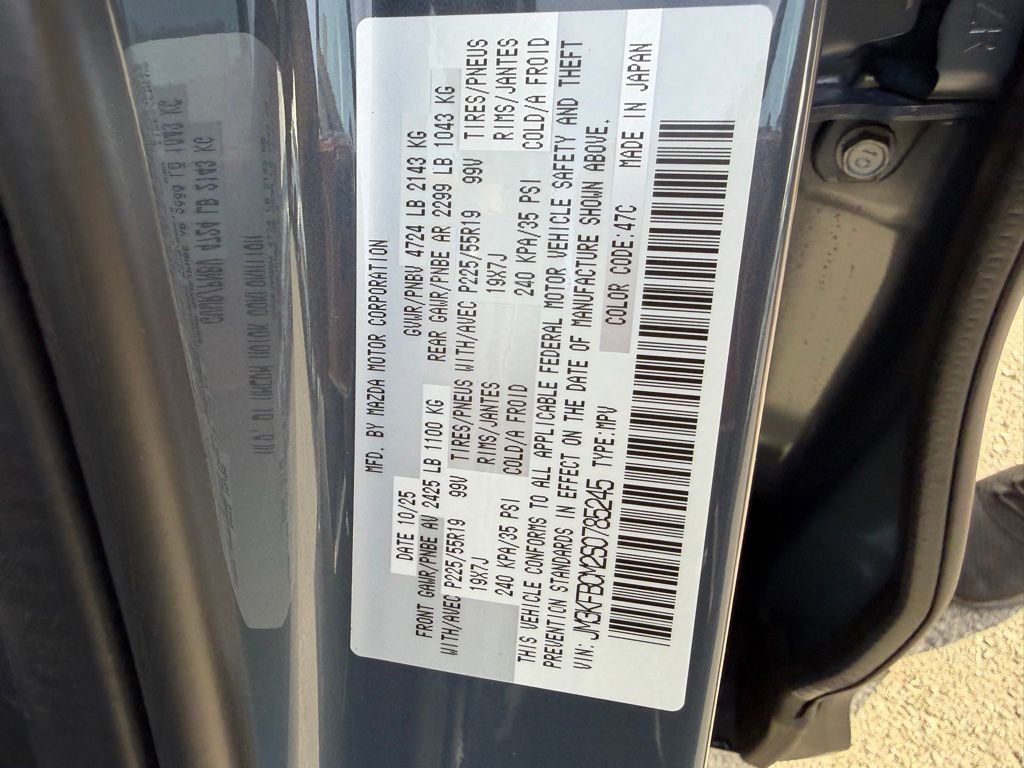 MFD. BY MAZDA MOTOR CORPORATION
DATE 10/25 GVWR/PNBV 4724 LB 2143 KG
FRONT GAWR/PNBE AV 2425 LB 1100 KG REAR GAWR/PNBE AR 2299 LB 1043 KG
WITH/AVEC P225/55R19 99V TIRES/PNEUS WITH/AVEC P225/55R19 99V TIRES/PNEUS
19X7J RIMS/JANTES 19X7J RIMS/JANTES
240 KPA/35 PSI COLD/A FROID 240 KPA/35 PSI COLD/A FROID
THIS VEHICLE CONFORMS TO ALL APPLICABLE FEDERAL MOTOR VEHICLE SAFETY AND THEFT
PREVENTION STANDARDS IN EFFECT ON THE DATE OF MANUFACTURE SHOWN ABOVE.
VIN: TYPE:MPV COLOR CODE:47C MADE IN JAPAN